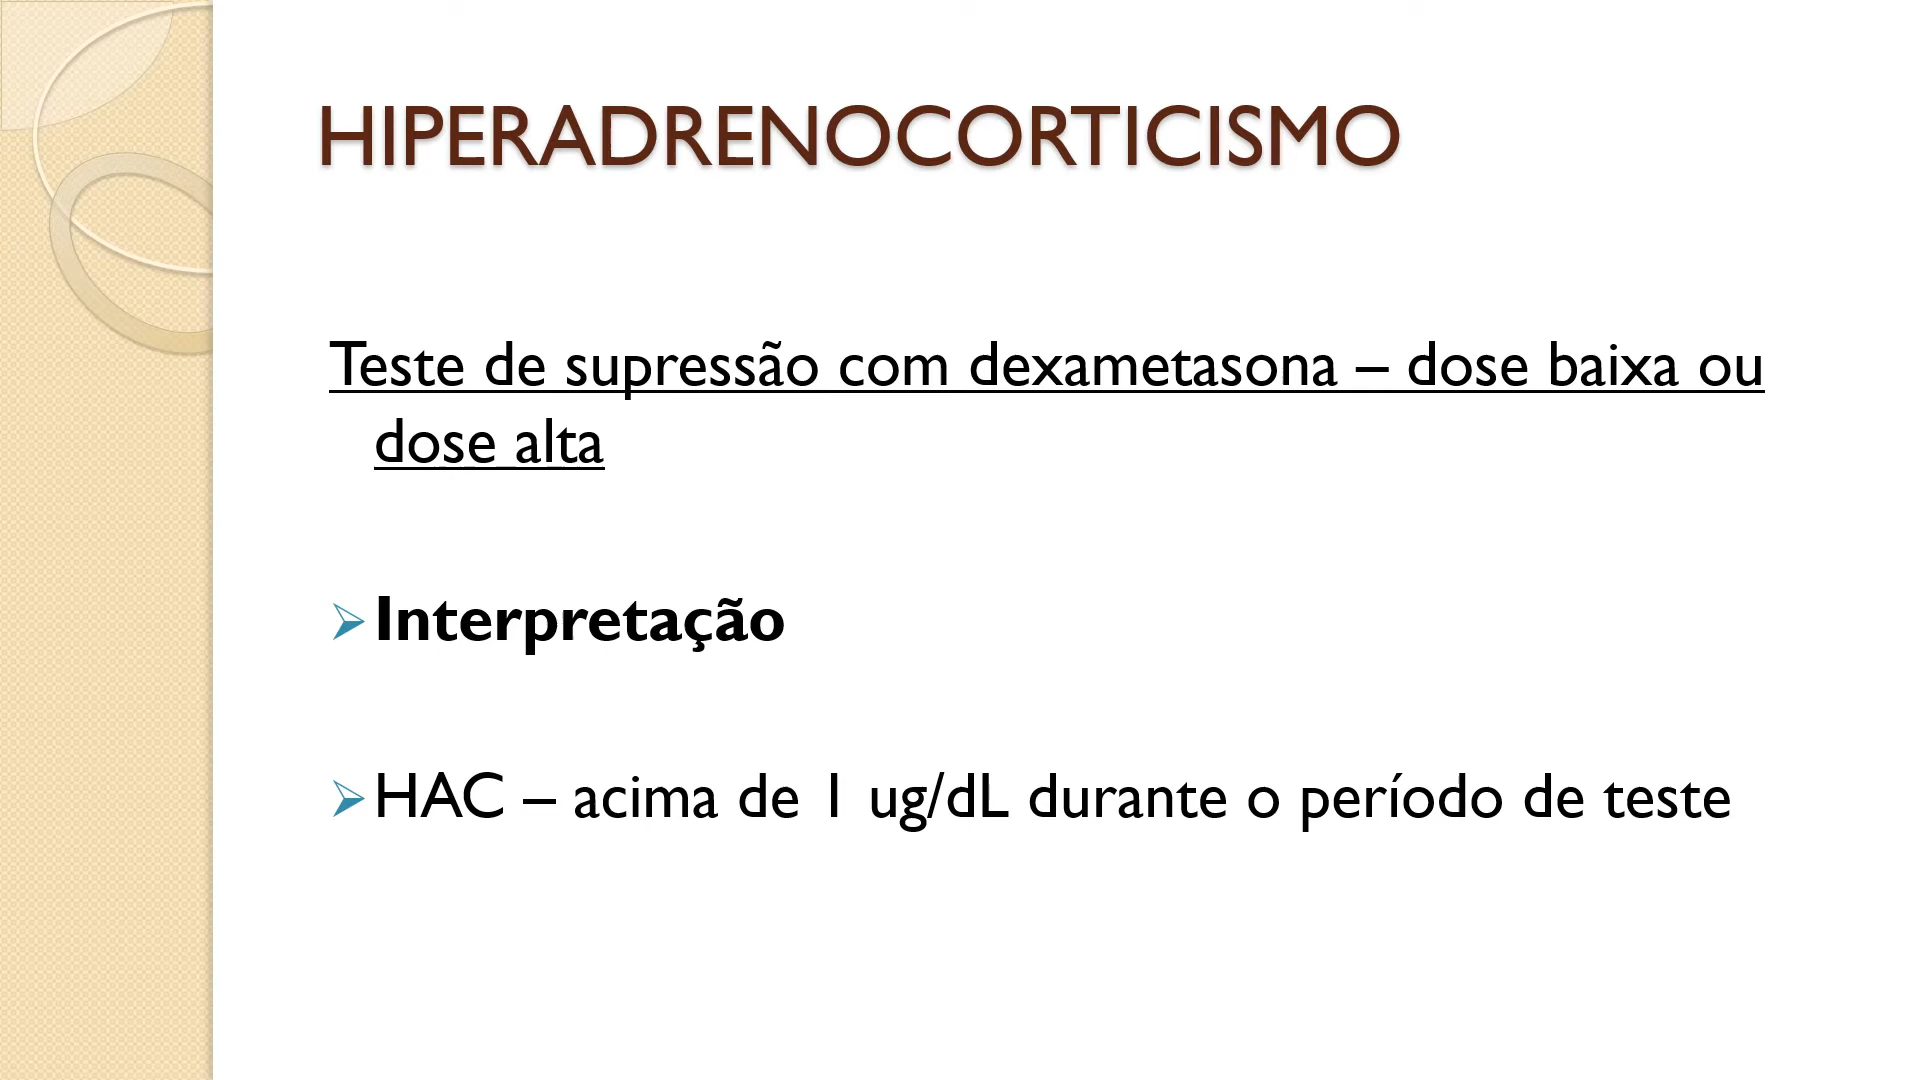 HIPERADRENOCORTICISMO
Teste de supressão com dexametasona – dose baixa ou
dose alta
Interpretação
HAC – acima de 1 ug/dL durante o período de teste